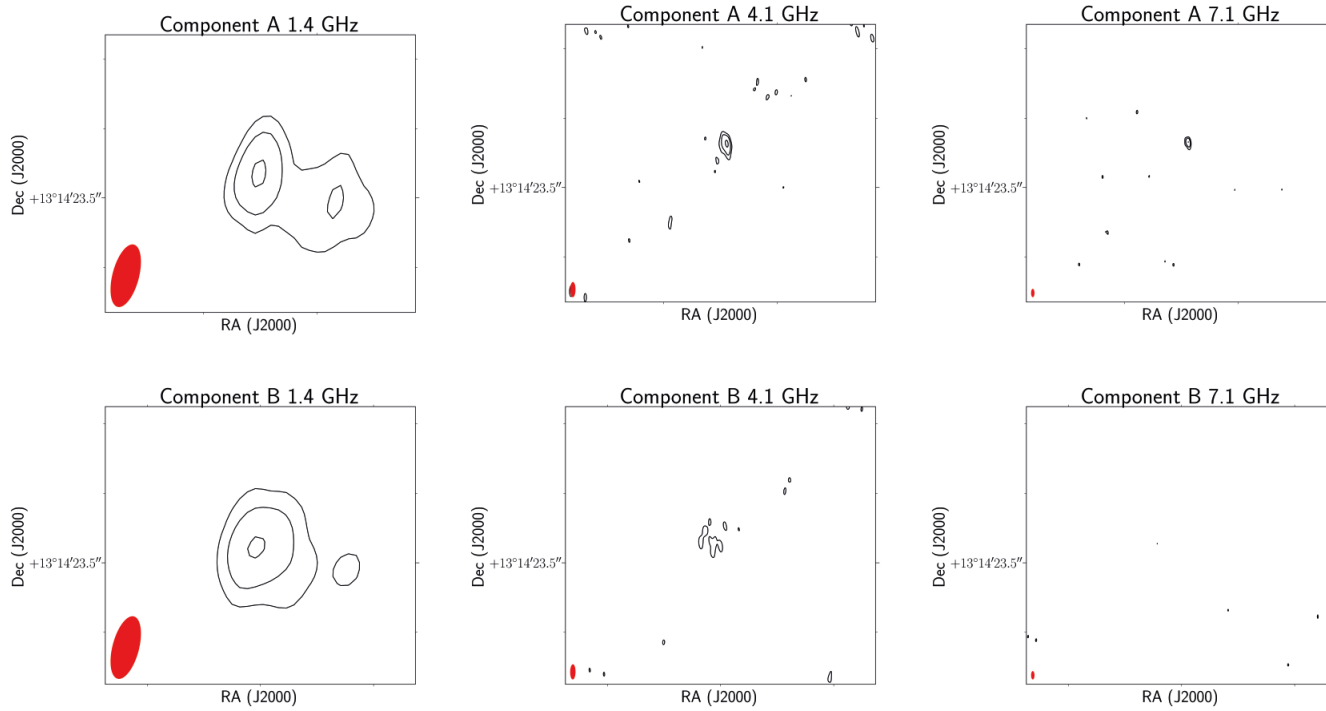 Component A 1.4 GHz
Dec (J2000)
+13°14′23.5″
RA (J2000)
Component A 4.1 GHz
Dec (J2000)
+13°14′23.5″
RA (J2000)
Component A 7.1 GHz
Dec (J2000)
+13°14′23.5″
RA (J2000)
Component B 1.4 GHz
Dec (J2000)
+13°14′23.5″
RA (J2000)
Component B 4.1 GHz
Dec (J2000)
+13°14′23.5″
RA (J2000)
Component B 7.1 GHz
Dec (J2000)
+13°14′23.5″
RA (J2000)